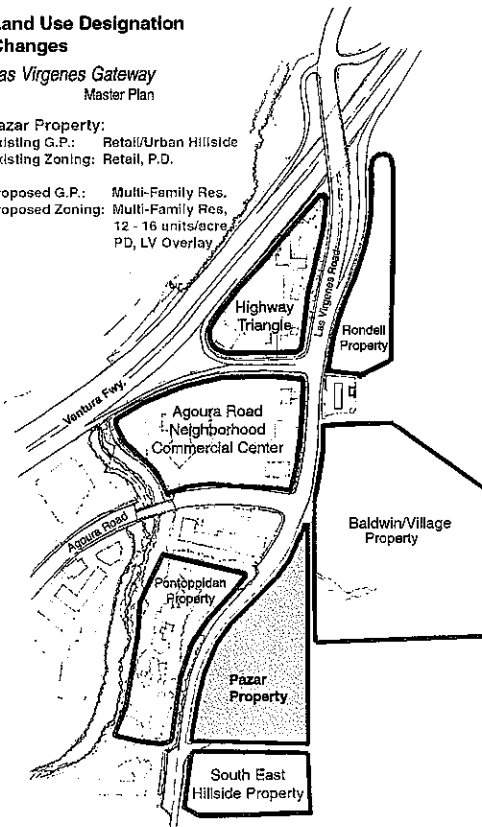 Land Use Designation
Changes
Las Virgenes Gateway
Master Plan
Pazar Property:
Existing G.P.: Retail/Urban Hillside
Existing Zoning: Retail, P.D.
Proposed G.P.: Multi-Family Res.
Proposed Zoning: Multi-Family Res,
12 - 16 units/acre
PD, LV Overlay
Highway
Triangle
Las Virgenes Road
Rondell
Property
Ventura Fwy.
Agoura Road
Neighborhood
Commercial Center
Baldwin/Village
Property
Agoura Road
Pontoppidan
Property
Pazar
Property
South East
Hillside Property